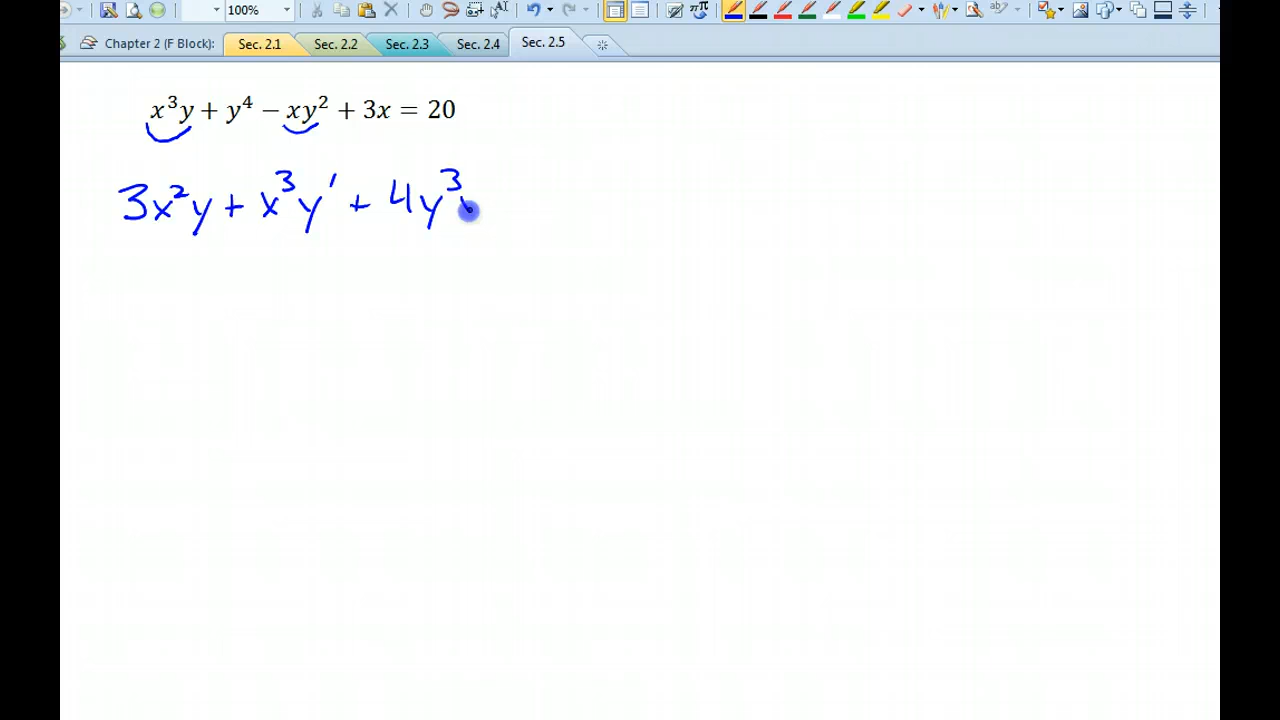 100%
Chapter 2 (F Block): Sec. 2.1 Sec. 2.2 Sec. 2.3 Sec. 2.4 Sec. 2.5
x³y + y⁴ − xy² + 3x = 20
3x²y + x³y′ + 4y³